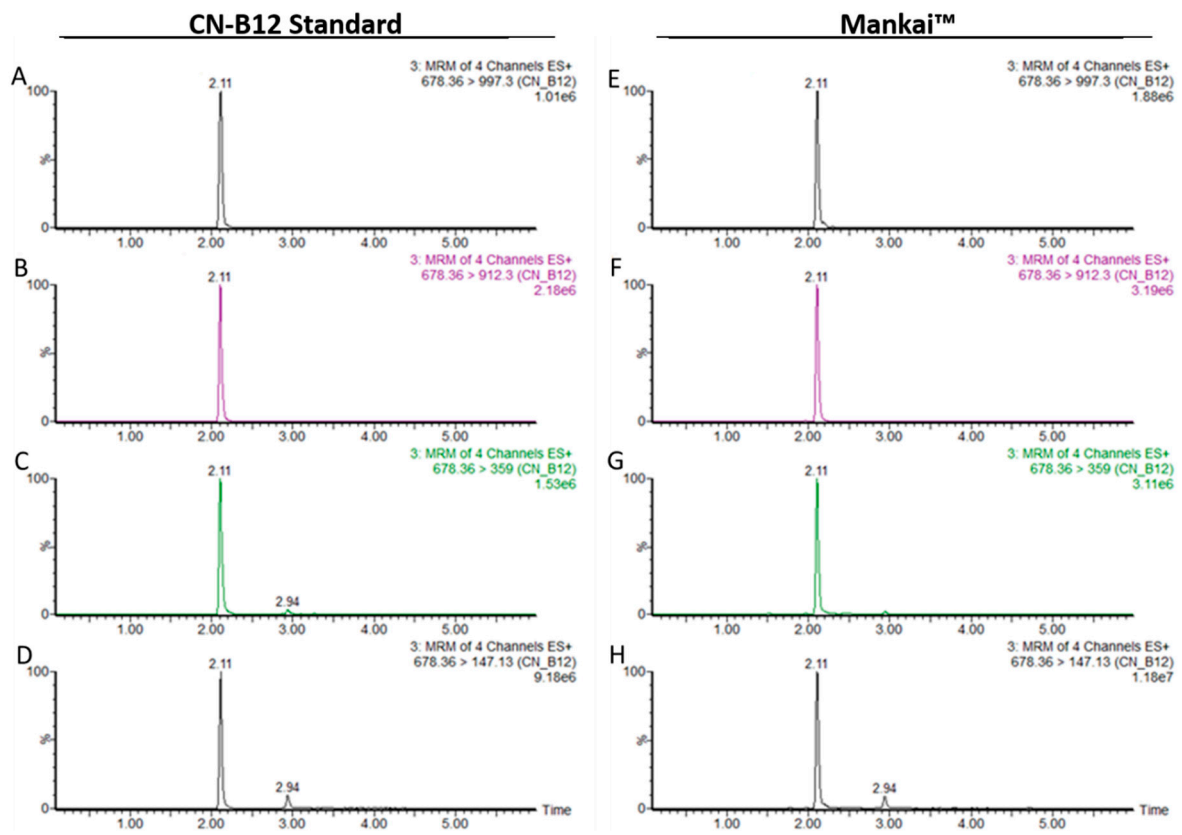 CN-B12 Standard
Mankai™
A
3: MRM of 4 Channels ES+
678.36 > 997.3 (CN_B12)
1.01e6
2.11
100
%
0
1.00 2.00 3.00 4.00 5.00
E
3: MRM of 4 Channels ES+
678.36 > 997.3 (CN_B12)
1.88e6
2.11
100
%
0
1.00 2.00 3.00 4.00 5.00
B
3: MRM of 4 Channels ES+
678.36 > 912.3 (CN_B12)
2.18e6
2.11
100
%
0
1.00 2.00 3.00 4.00 5.00
F
3: MRM of 4 Channels ES+
678.36 > 912.3 (CN_B12)
3.19e6
2.11
100
%
0
1.00 2.00 3.00 4.00 5.00
C
3: MRM of 4 Channels ES+
678.36 > 359 (CN_B12)
1.53e6
2.11
100
%
2.94
0
1.00 2.00 3.00 4.00 5.00
G
3: MRM of 4 Channels ES+
678.36 > 359 (CN_B12)
3.11e6
2.11
100
%
0
1.00 2.00 3.00 4.00 5.00
D
3: MRM of 4 Channels ES+
678.36 > 147.13 (CN_B12)
9.18e6
2.11
100
%
2.94
0
Time
1.00 2.00 3.00 4.00 5.00
H
3: MRM of 4 Channels ES+
678.36 > 147.13 (CN_B12)
1.18e7
2.11
100
%
2.94
0
Time
1.00 2.00 3.00 4.00 5.00